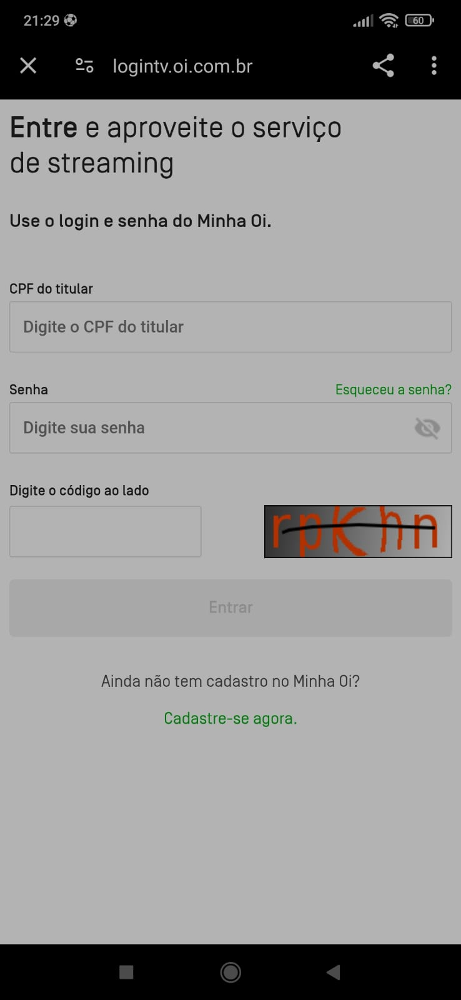 21:29
60
logintv.oi.com.br
Entre e aproveite o serviço
de streaming
Use o login e senha do Minha Oi.
CPF do titular
Digite o CPF do titular
Senha
Esqueceu a senha?
Digite sua senha
Digite o código ao lado
rpKhn
Entrar
Ainda não tem cadastro no Minha Oi?
Cadastre-se agora.